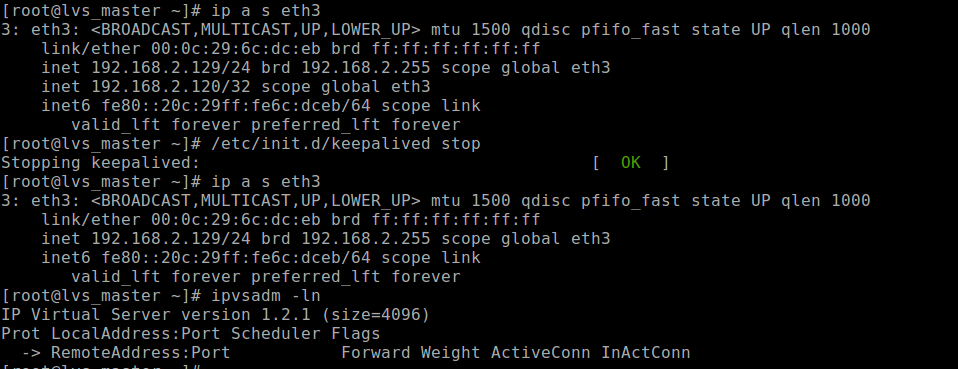 [root@lvs_master ~]# ip a s eth3
3: eth3: <BROADCAST,MULTICAST,UP,LOWER_UP> mtu 1500 qdisc pfifo_fast state UP qlen 1000
    link/ether 00:0c:29:6c:dc:eb brd ff:ff:ff:ff:ff:ff
    inet 192.168.2.129/24 brd 192.168.2.255 scope global eth3
    inet 192.168.2.120/32 scope global eth3
    inet6 fe80::20c:29ff:fe6c:dceb/64 scope link
       valid_lft forever preferred_lft forever
[root@lvs_master ~]# /etc/init.d/keepalived stop
Stopping keepalived:                                       [  OK  ]
[root@lvs_master ~]# ip a s eth3
3: eth3: <BROADCAST,MULTICAST,UP,LOWER_UP> mtu 1500 qdisc pfifo_fast state UP qlen 1000
    link/ether 00:0c:29:6c:dc:eb brd ff:ff:ff:ff:ff:ff
    inet 192.168.2.129/24 brd 192.168.2.255 scope global eth3
    inet6 fe80::20c:29ff:fe6c:dceb/64 scope link
       valid_lft forever preferred_lft forever
[root@lvs_master ~]# ipvsadm -ln
IP Virtual Server version 1.2.1 (size=4096)
Prot LocalAddress:Port Scheduler Flags
  -> RemoteAddress:Port           Forward Weight ActiveConn InActConn